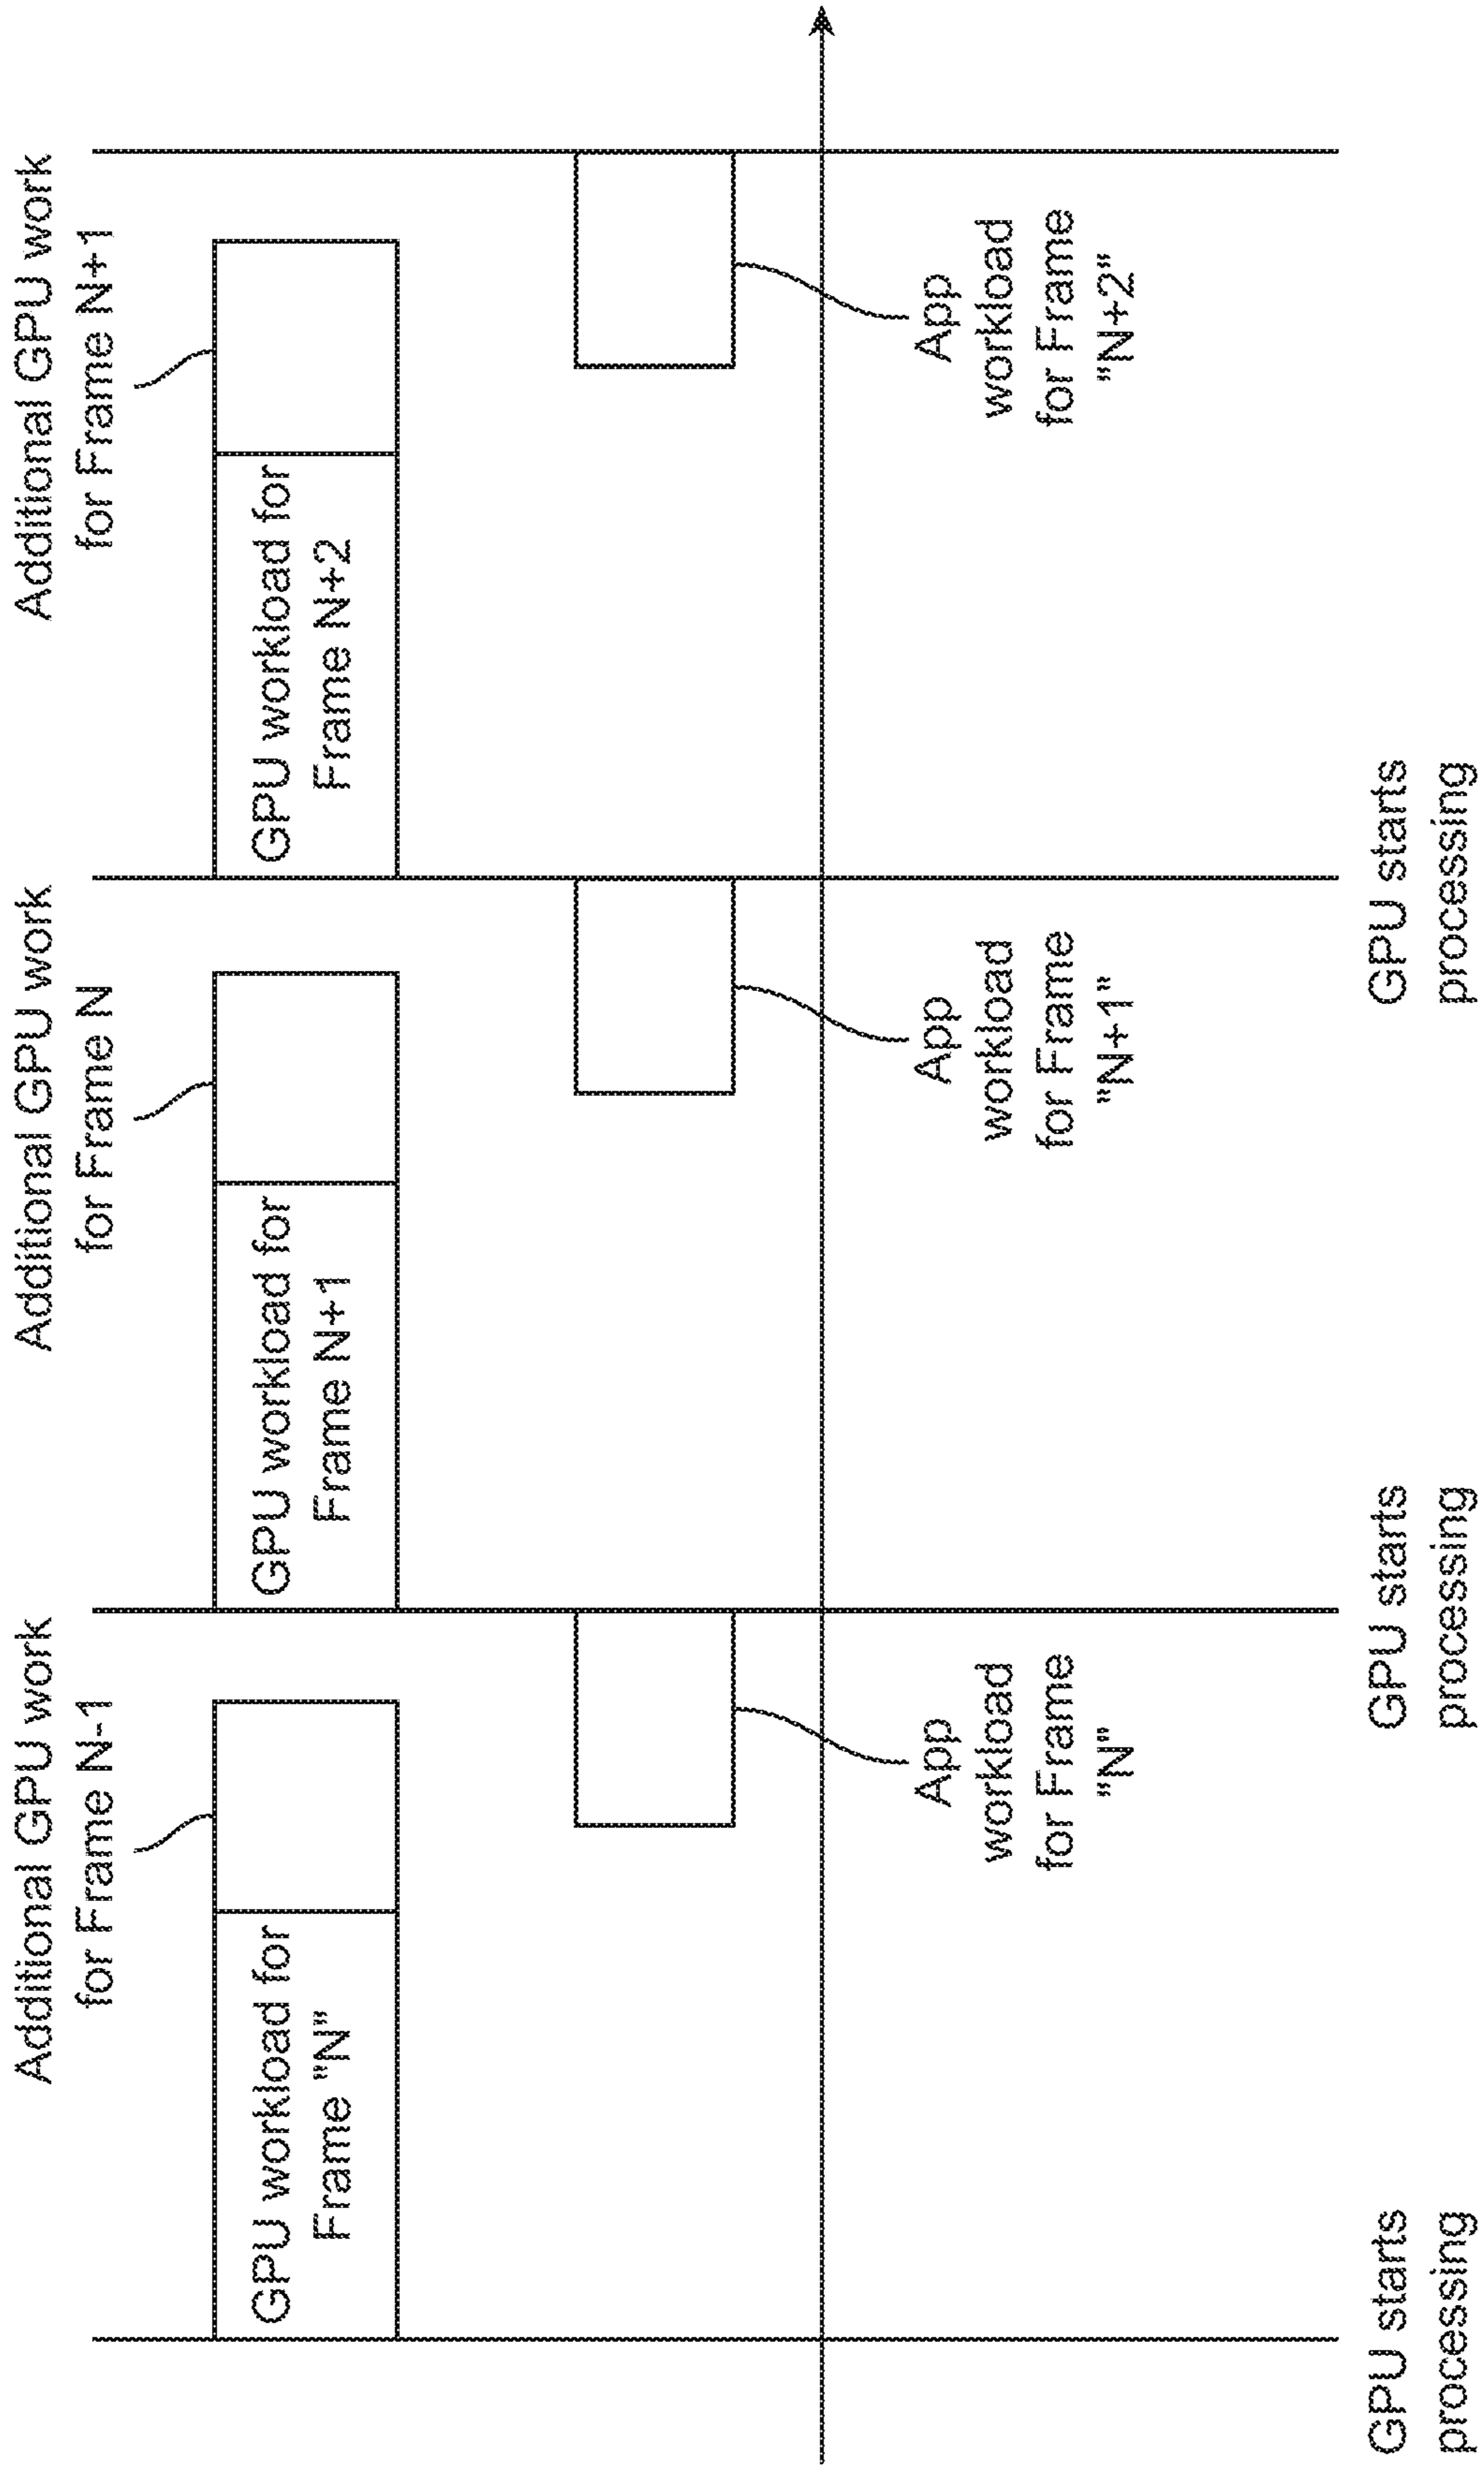 Additional GPU work
for Frame N-1
Additional GPU work
for Frame N
Additional GPU work
for Frame N+1
GPU workload for
Frame "N"
GPU workload for
Frame N+1
GPU workload for
Frame N+2
App
workload
for Frame
"N"
App
workload
for Frame
"N+1"
App
workload
for Frame
"N+2"
GPU starts
processing
GPU starts
processing
GPU starts
processing